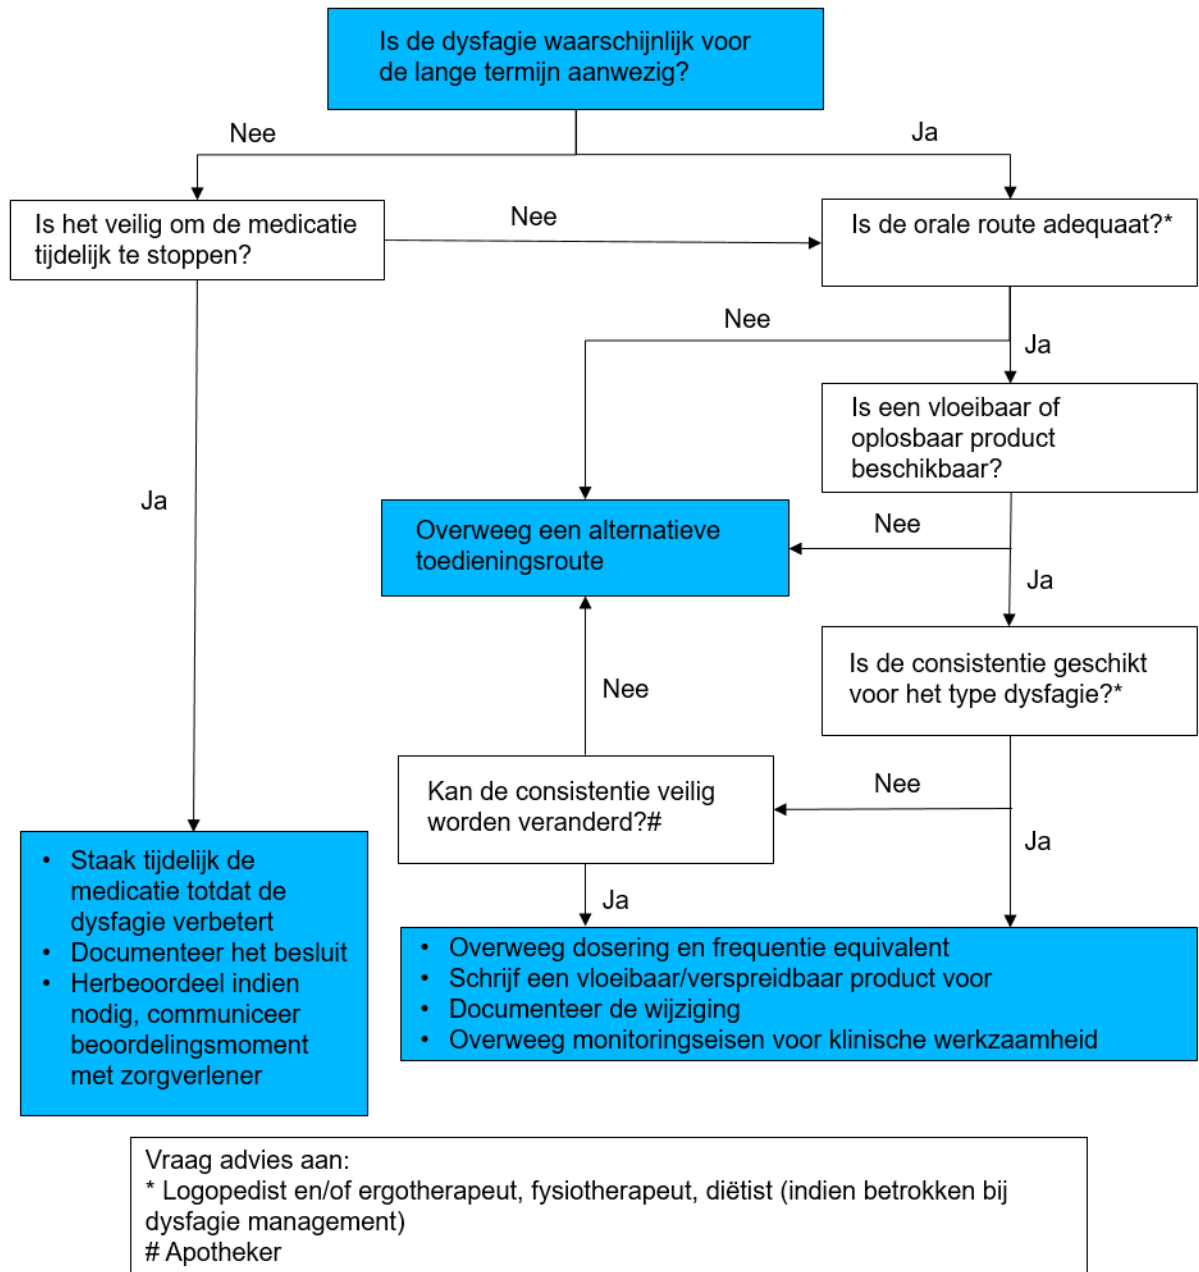 Is de dysfagie waarschijnlijk voor
de lange termijn aanwezig?
Nee
Ja
Is het veilig om de medicatie
tijdelijk te stoppen?
Nee
Is de orale route adequaat?*
Nee
Ja
Is een vloeibaar of
oplosbaar product
beschikbaar?
Ja
Overweeg een alternatieve
toedieningsroute
Nee
Ja
Is de consistentie geschikt
voor het type dysfagie?*
Nee
Kan de consistentie veilig
worden veranderd?#
Nee
Ja
Ja
• Staak tijdelijk de
medicatie totdat de
dysfagie verbetert
• Documenteer het besluit
• Herbeoordeel indien
nodig, communiceer
beoordelingsmoment
met zorgverlener
• Overweeg dosering en frequentie equivalent
• Schrijf een vloeibaar/verspreidbaar product voor
• Documenteer de wijziging
• Overweeg monitoringseisen voor klinische werkzaamheid
Vraag advies aan:
* Logopedist en/of ergotherapeut, fysiotherapeut, diëtist (indien betrokken bij
dysfagie management)
# Apotheker